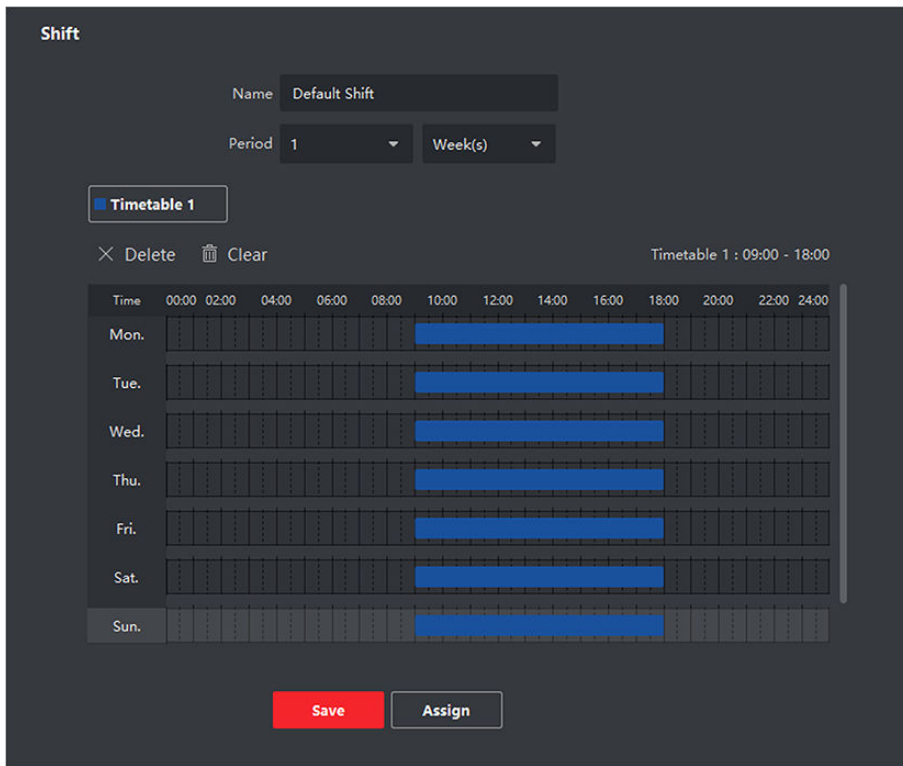 Shift
Name Default Shift
Period 1 Week(s)
Timetable 1
Delete Clear Timetable 1 : 09:00 - 18:00
Time 00:00 02:00 04:00 06:00 08:00 10:00 12:00 14:00 16:00 18:00 20:00 22:00 24:00
Mon.
Tue.
Wed.
Thu.
Fri.
Sat.
Sun.
Save Assign